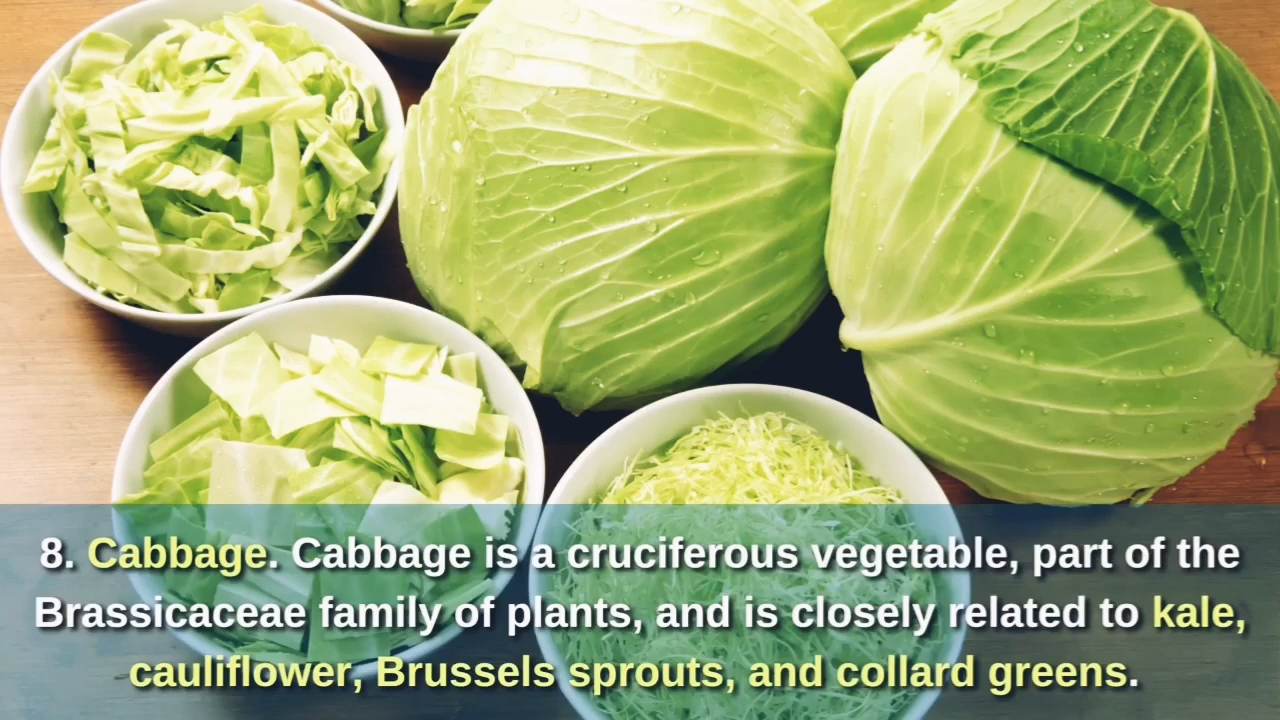 8. Cabbage. Cabbage is a cruciferous vegetable, part of the
Brassicaceae family of plants, and is closely related to kale,
cauliflower, Brussels sprouts, and collard greens.